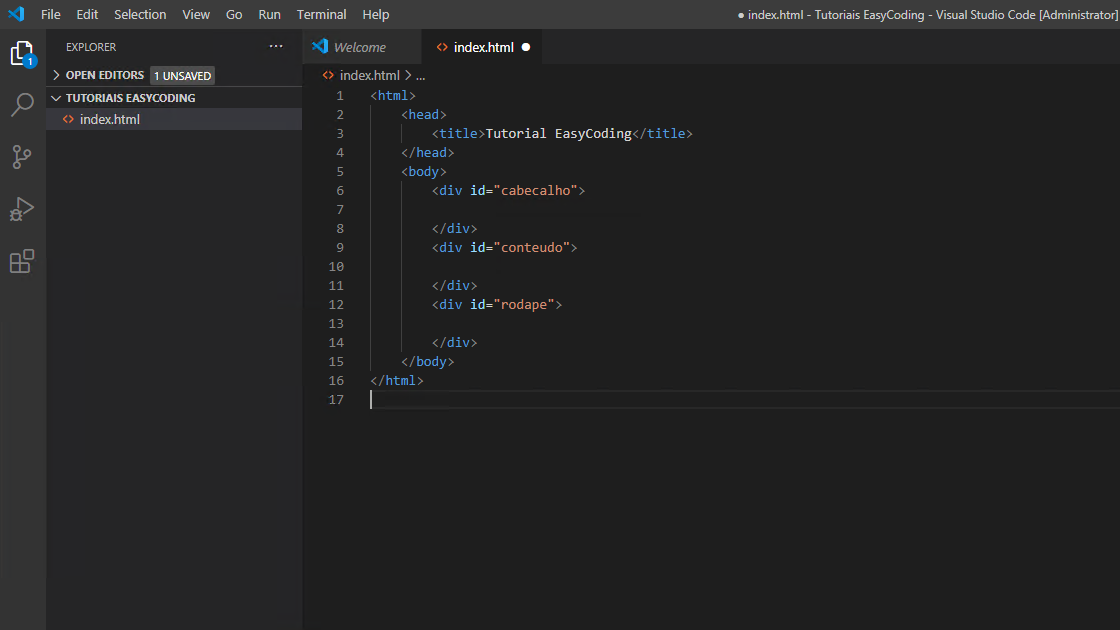 File Edit Selection View Go Run Terminal Help
● index.html - Tutoriais EasyCoding - Visual Studio Code [Administrator]
1
EXPLORER ...
OPEN EDITORS 1 UNSAVED
TUTORIAIS EASYCODING
<> index.html
Welcome
<> index.html ●
<> index.html > ...
1 <html>
2 <head>
3 <title>Tutorial EasyCoding</title>
4 </head>
5 <body>
6 <div id="cabecalho">
7
8 </div>
9 <div id="conteudo">
10
11 </div>
12 <div id="rodape">
13
14 </div>
15 </body>
16 </html>
17